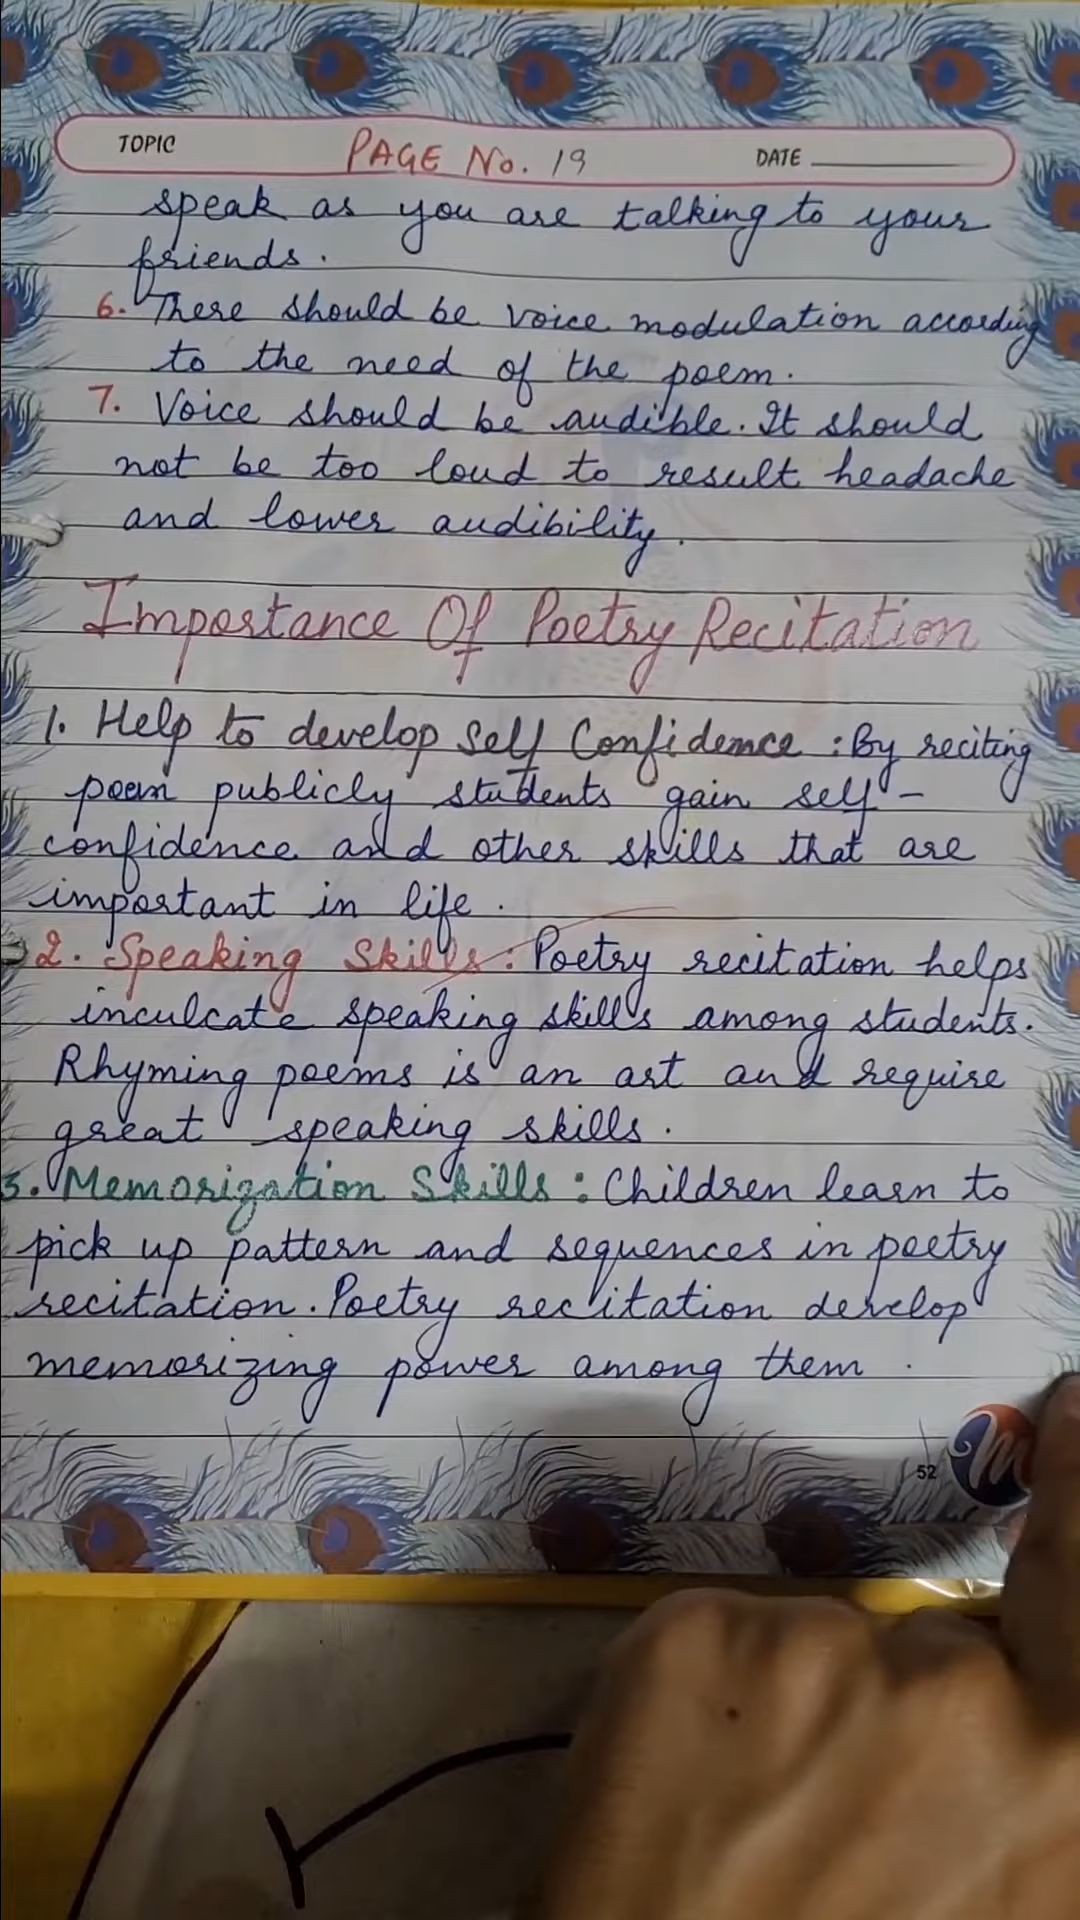 TOPIC PAGE No. 19 DATE
speak as you are talking to your
friends.
6. There should be voice modulation according
to the need of the poem.
7. Voice should be audible. It should
not be too loud to result headache
and lower audibility.
Importance Of Poetry Recitation
1. Help to develop Self Confidence : By reciting
poem publicly students gain self-
confidence and other skills that are
important in life.
2. Speaking Skills : Poetry recitation helps
inculcate speaking skills among students.
Rhyming poems is an art and require
great speaking skills.
3. Memorization Skills : Children learn to
pick up pattern and sequences in poetry
recitation. Poetry recitation develop
memorizing power among them.
52